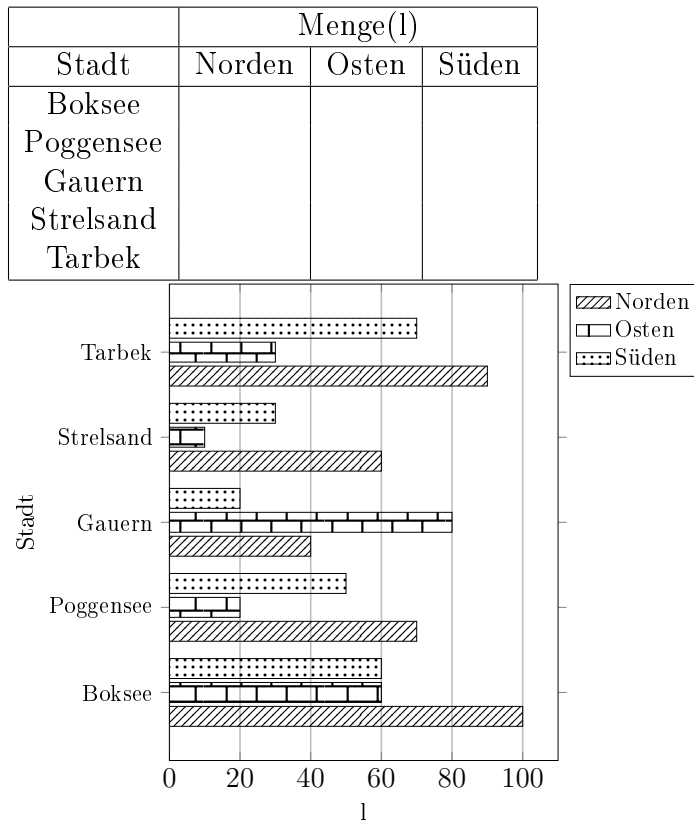 Menge(l)
Stadt Norden Osten Süden
Boksee
Poggensee
Gauern
Strelsand
Tarbek
Norden
Osten
Süden
Tarbek
Strelsand
Gauern
Poggensee
Boksee
Stadt
0 20 40 60 80 100
l